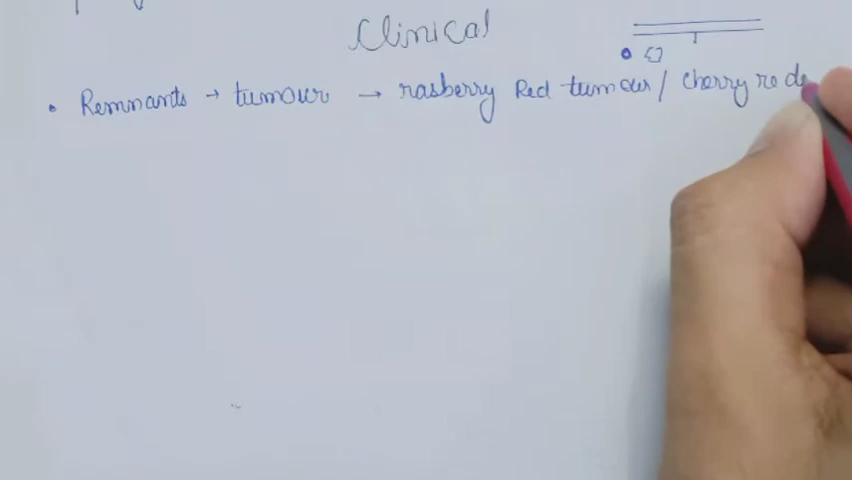 Clinical
• Remnants → tumour → rasberry Red tumour / cherry red